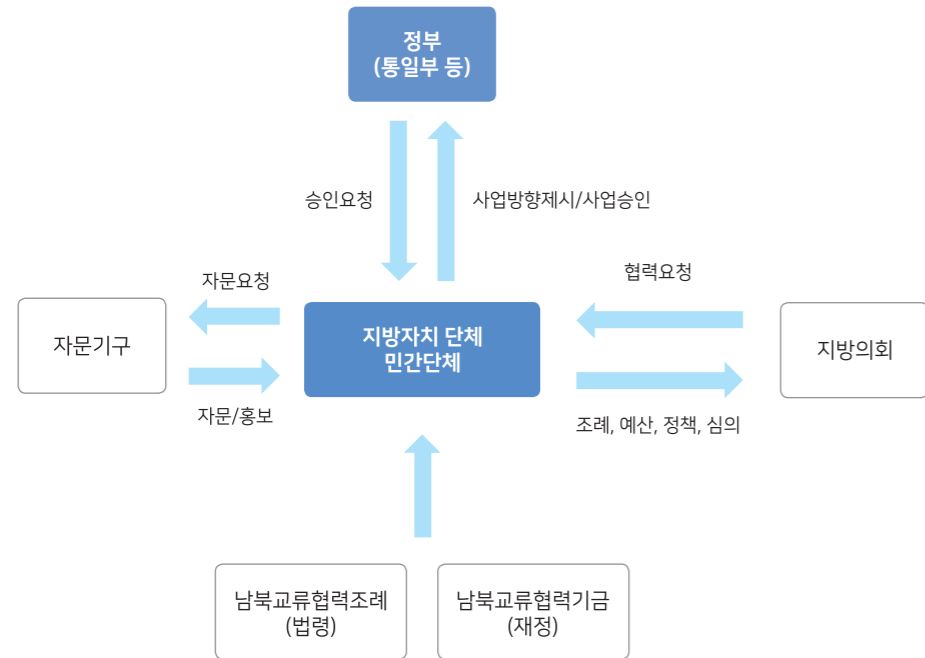 정부
(통일부 등)
승인요청
사업방향제시/사업승인
자문요청
협력요청
자문기구
지방자치 단체
민간단체
지방의회
자문/홍보
조례, 예산, 정책, 심의
남북교류협력조례
(법령)
남북교류협력기금
(재정)